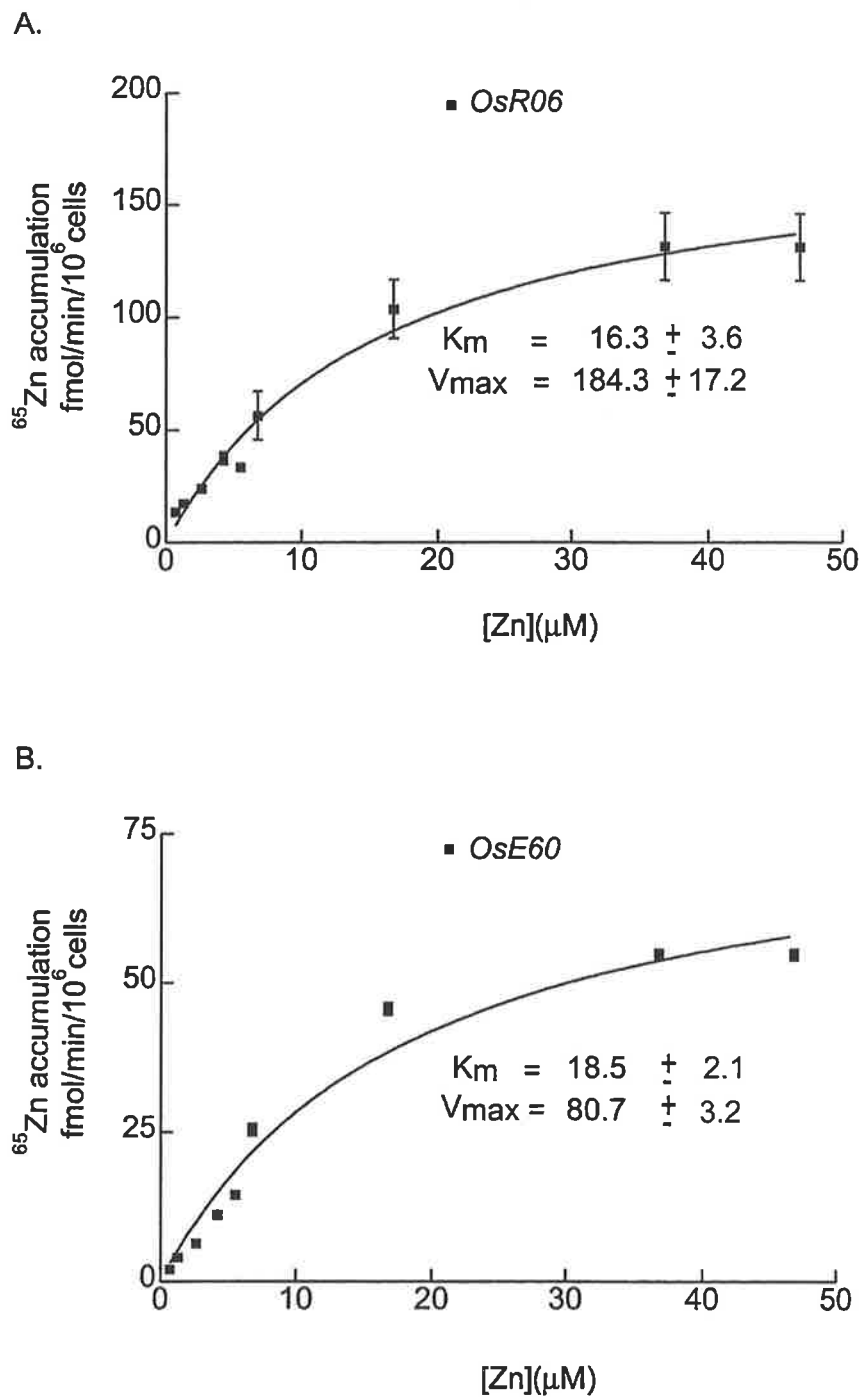 A.
200
150
100
50
0
⁶⁵Zn accumulation
fmol/min/10⁶cells
OsR06
Km = 16.3 ± 3.6
Vmax = 184.3 ± 17.2
0 10 20 30 40 50
[Zn](µM)
B.
75
50
25
0
⁶⁵Zn accumulation
fmol/min/10⁶cells
OsE60
Km = 18.5 ± 2.1
Vmax = 80.7 ± 3.2
0 10 20 30 40 50
[Zn](µM)